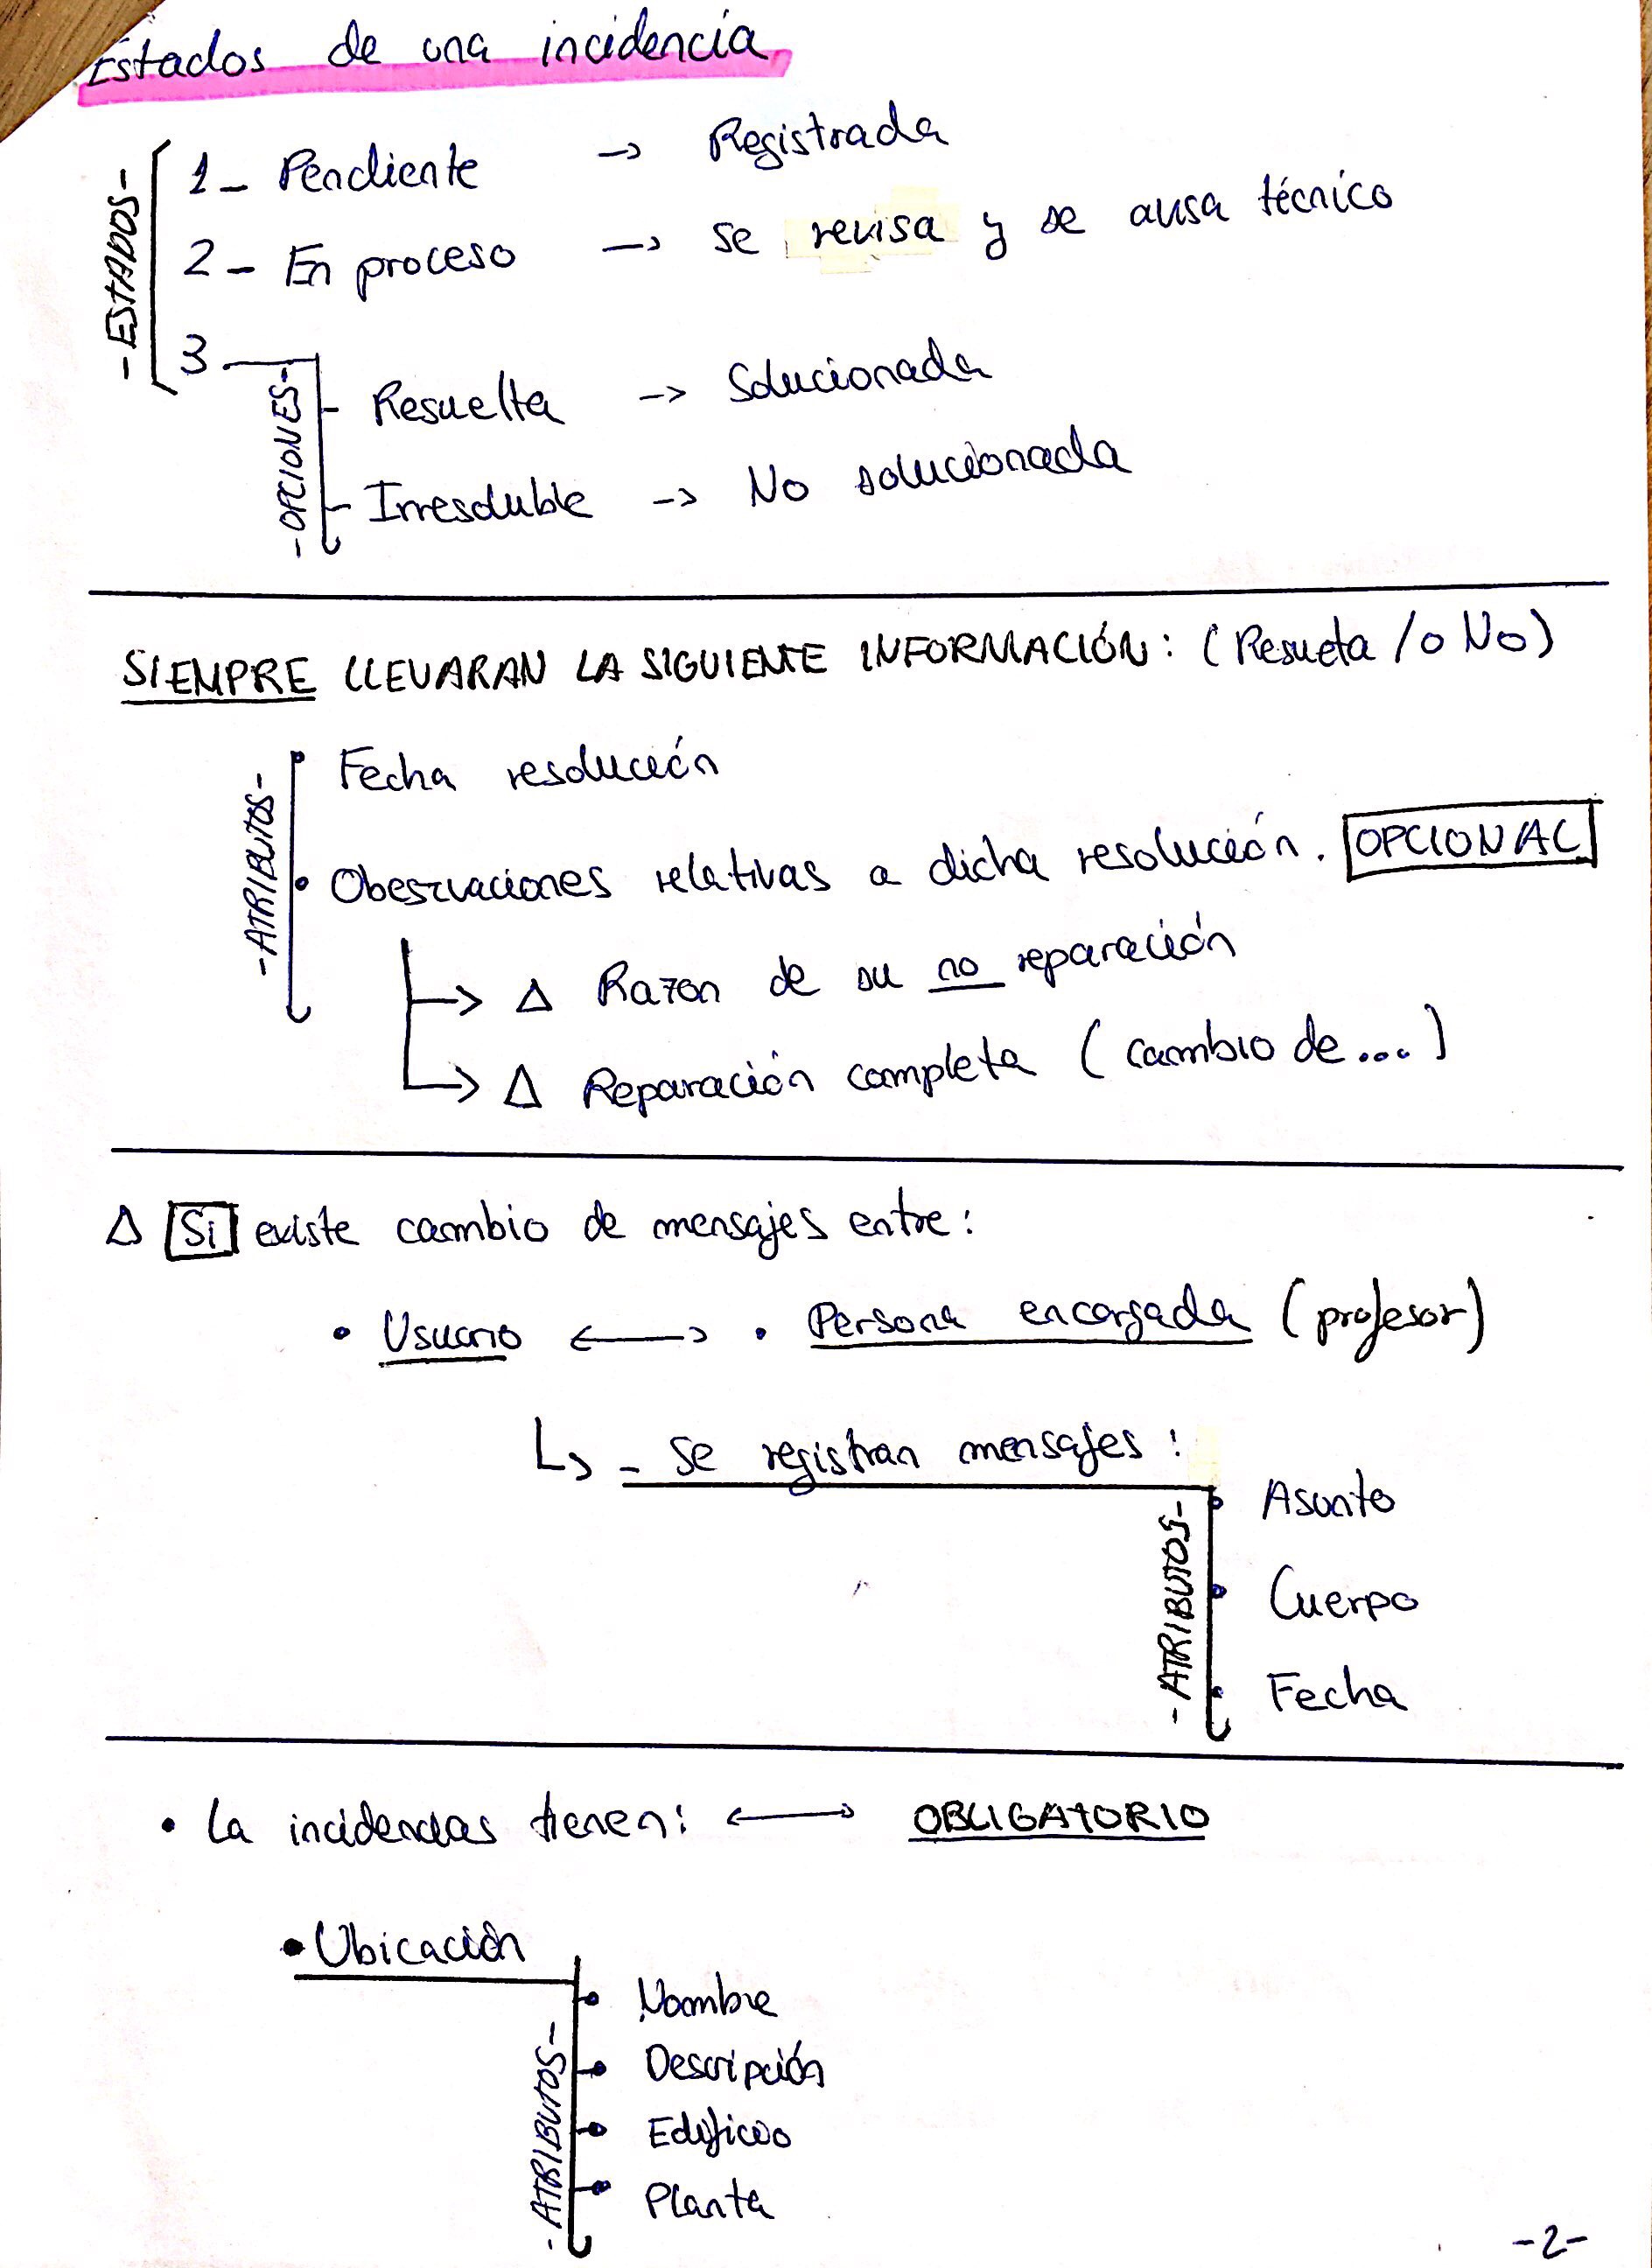 Estados de una incidencia
-ESTADOS-
1- Pendiente -> Registrada
2- En proceso -> se revisa y se avisa técnico
3
-OPCIONES-
Resuelta -> Solucionada
Irresoluble -> No solucionada
SIEMPRE LLEVARAN LA SIGUIENTE INFORMACIÓN: (Resueta /o No)
-ATRIBUTOS-
• Fecha resolución
• Obesrvaciones relativas a dicha resolución. OPCIONAL
-> Δ Razon de su no reparación
-> Δ Reparación completa (cambio de...)
Δ Si existe cambio de mensajes entre:
• Usuario <-> • Persona encargada (profesor)
↳ - se registran mensajes:
-ATRIBUTOS-
• Asunto
• Cuerpo
• Fecha
• La incidencias tienen: <-> OBLIGATORIO
• Ubicación
-ATRIBUTOS-
• Nombre
• Descripción
• Edificio
• Planta
-2-